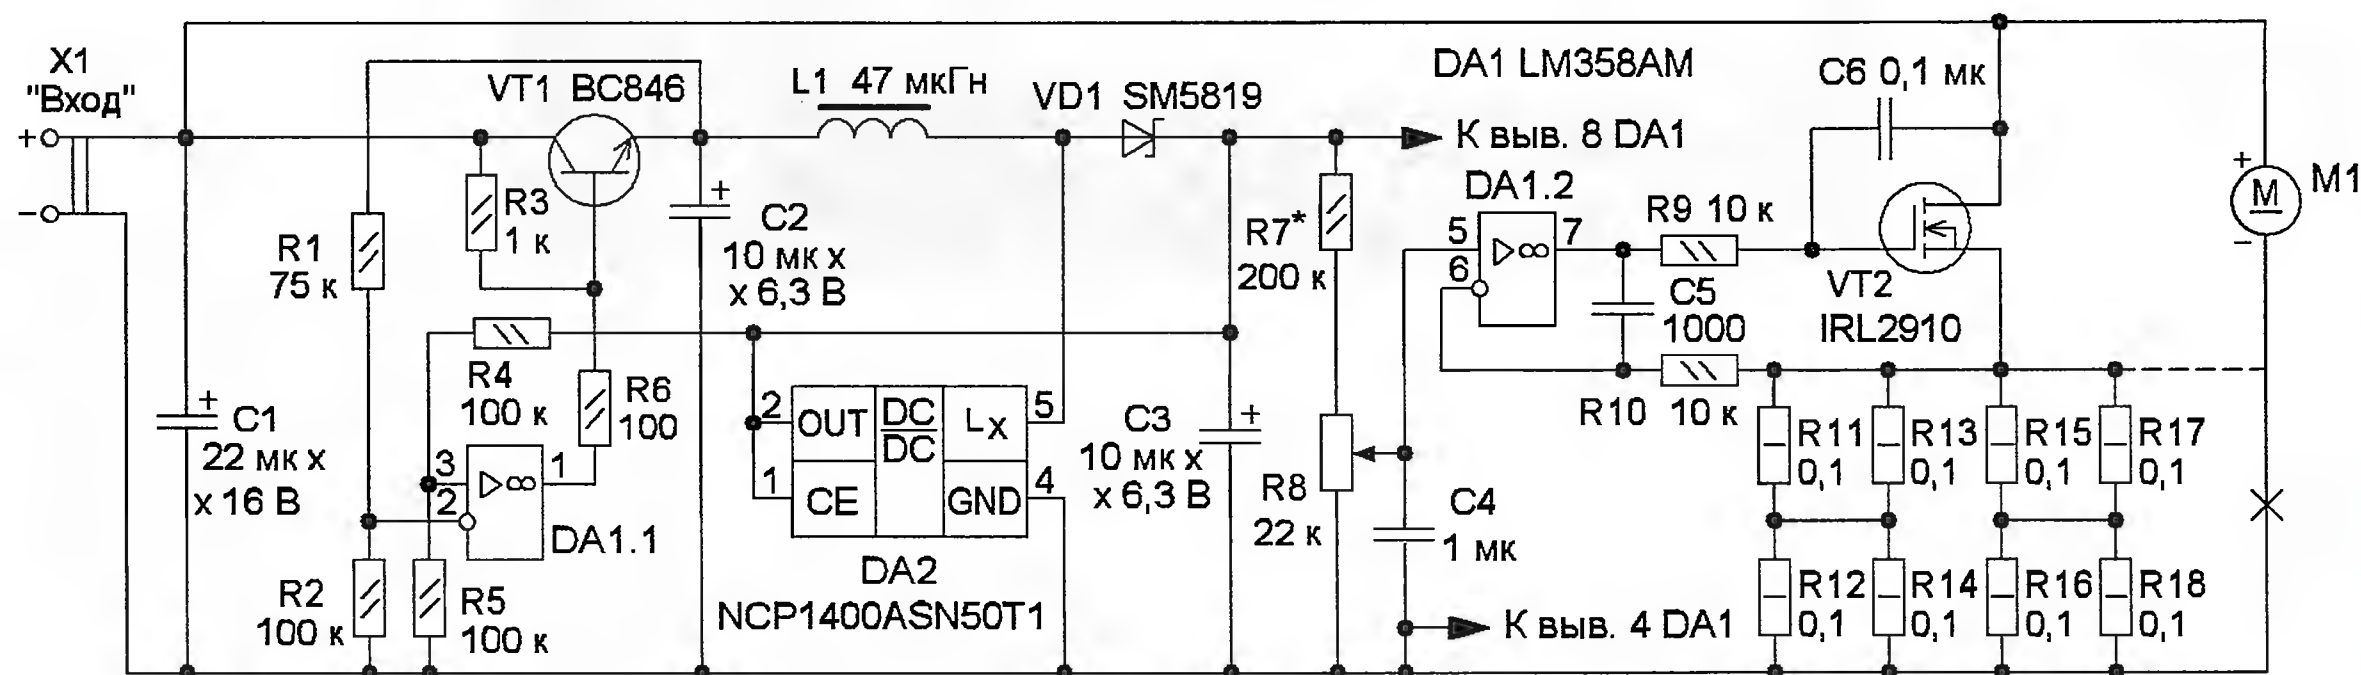 X1
"Вход"
+
−
R1
75 к
R2
100 к
C1
+
22 мк х
х 16 В
VT1 BC846
R3
1 к
R4
100 к
R5
100 к
R6
100
3
2
1
▷∞
DA1.1
+
C2
10 мк х
х 6,3 В
L1 47 мкГн
VD1 SM5819
2
OUT
DC
DC
LX
5
1
CE
GND
4
DA2
NCP1400ASN50T1
+
C3
10 мк х
х 6,3 В
К выв. 8 DA1
R7*
200 к
R8
22 к
C4
1 мк
К выв. 4 DA1
DA1 LM358AM
DA1.2
5
6
7
▷∞
R9 10 к
C5
1000
R10 10 к
C6 0,1 мк
VT2
IRL2910
R11
0,1
R13
0,1
R15
0,1
R17
0,1
R12
0,1
R14
0,1
R16
0,1
R18
0,1
+
M
M1
−